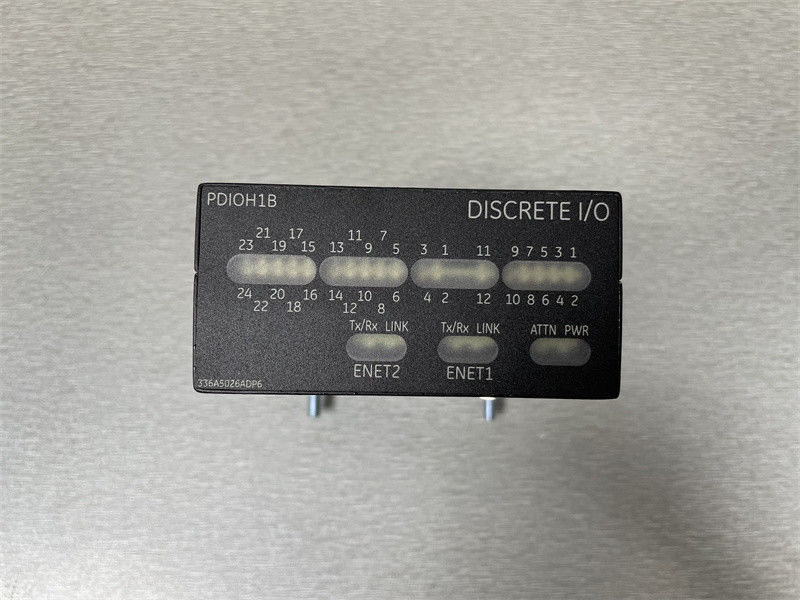 PDIOH1B
DISCRETE I/O
21 17 11 7
23 19 15 13 9 5 3 1 11 9 7 5 3 1
24 20 16 14 10 6 4 2 12 10 8 6 4 2
22 18 12 8
Tx/Rx LINK Tx/Rx LINK ATTN PWR
ENET2 ENET1
336A5026ADP6